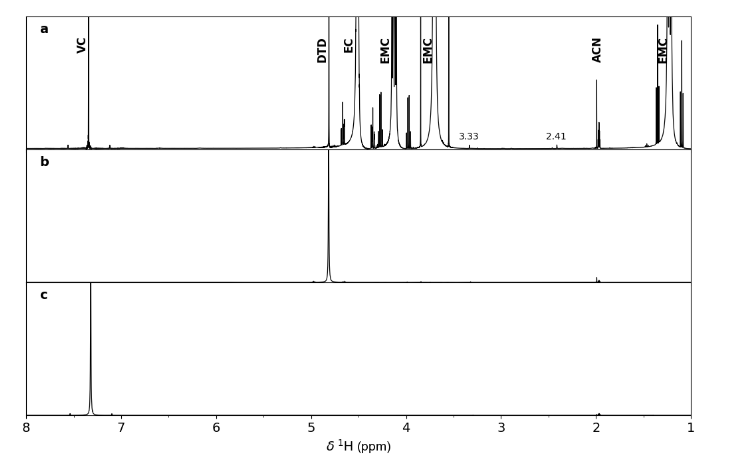 a
VC
DTD
EC
EMC
EMC
ACN
EMC
3.33
2.41
b
c
8 7 6 5 4 3 2 1
δ ¹H (ppm)